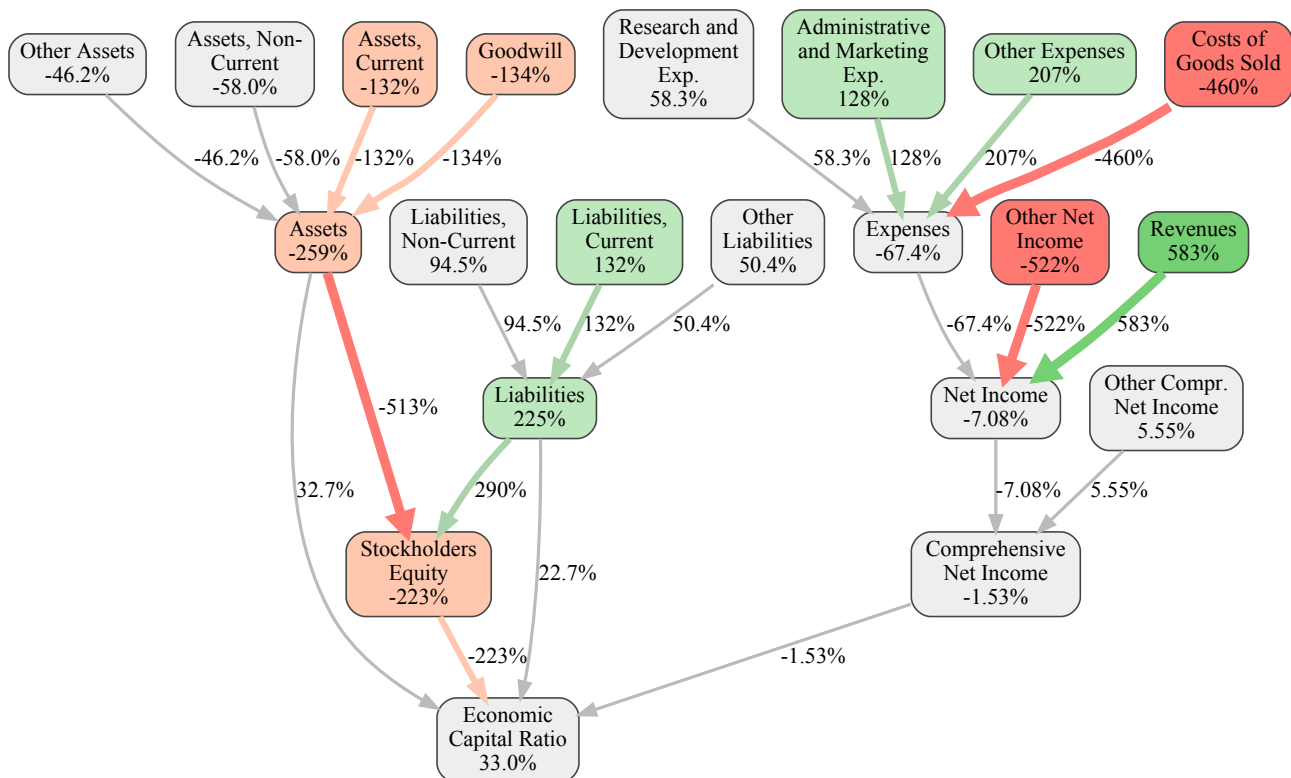 Other Assets
-46.2%
Assets, Non-
Current
-58.0%
Assets,
Current
-132%
Goodwill
-134%
Research and
Development
Exp.
58.3%
Administrative
and Marketing
Exp.
128%
Other Expenses
207%
Costs of
Goods Sold
-460%
-46.2%
-58.0%
-132%
-134%
58.3%
128%
207%
-460%
Assets
-259%
Liabilities,
Non-Current
94.5%
Liabilities,
Current
132%
Other
Liabilities
50.4%
Expenses
-67.4%
Other Net
Income
-522%
Revenues
583%
94.5%
132%
50.4%
-67.4%
-522%
583%
-513%
Liabilities
225%
Net Income
-7.08%
Other Compr.
Net Income
5.55%
32.7%
290%
-7.08%
5.55%
Stockholders
Equity
-223%
22.7%
Comprehensive
Net Income
-1.53%
-223%
-1.53%
Economic
Capital Ratio
33.0%